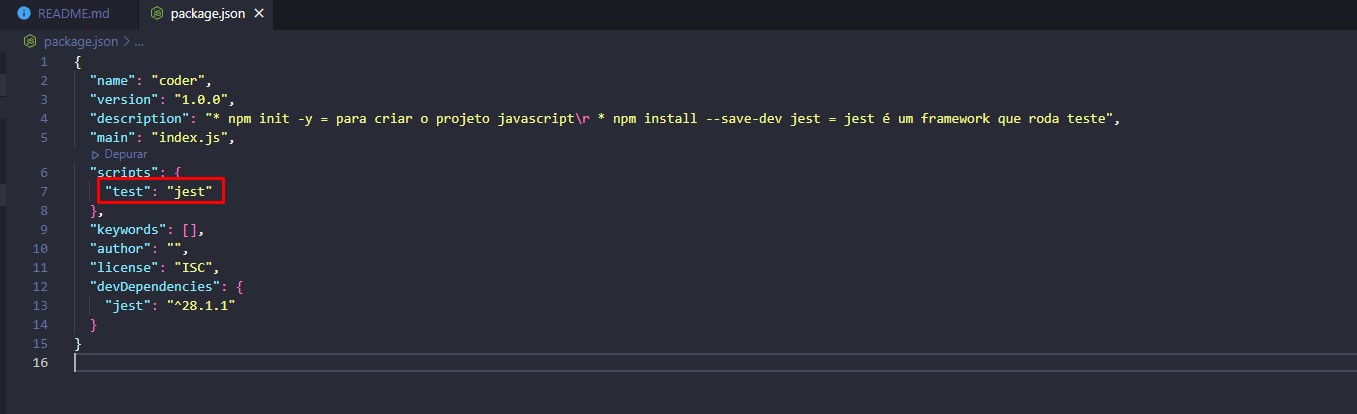 README.md package.json ×
package.json > ...
1 {
2 "name": "coder",
3 "version": "1.0.0",
4 "description": "* npm init -y = para criar o projeto javascript\r * npm install --save-dev jest = jest é um framework que roda teste",
5 "main": "index.js",
Depurar
6 "scripts": {
7 "test": "jest"
8 },
9 "keywords": [],
10 "author": "",
11 "license": "ISC",
12 "devDependencies": {
13 "jest": "^28.1.1"
14 }
15 }
16